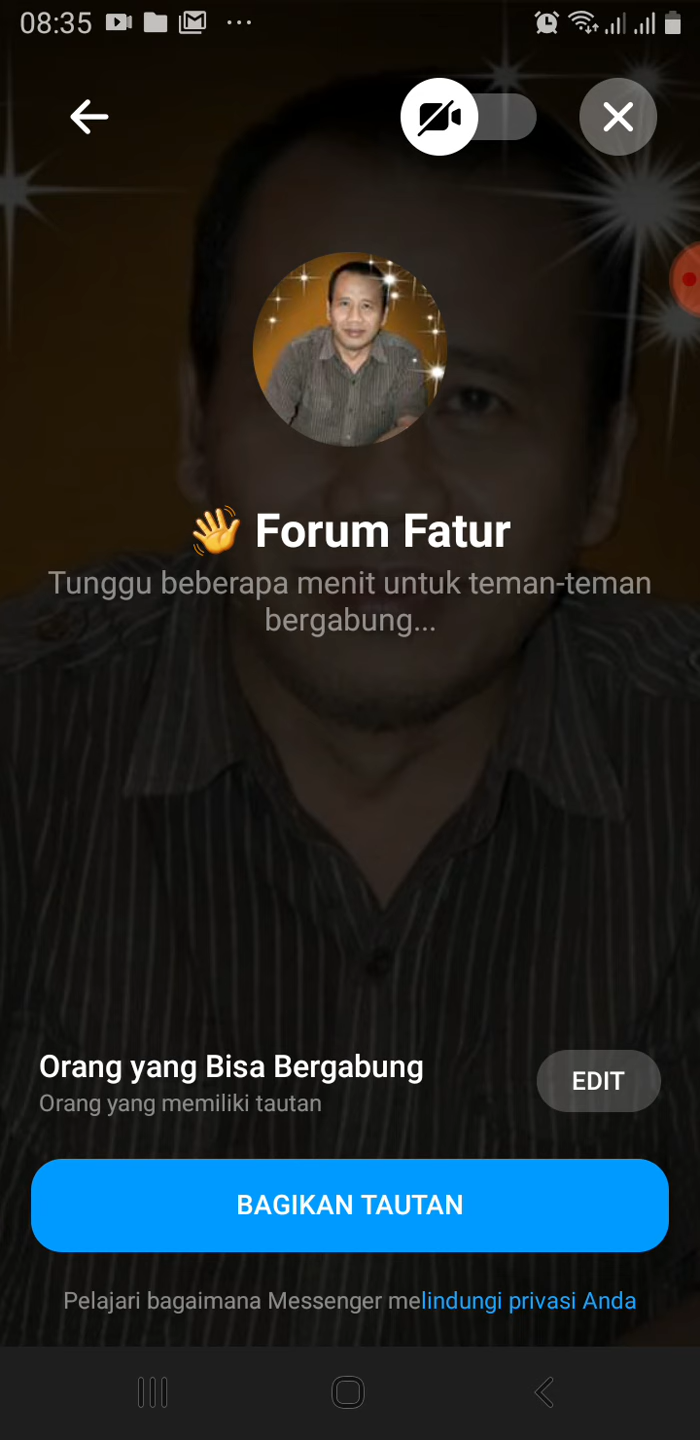 08:35
Forum Fatur
Tunggu beberapa menit untuk teman-teman
bergabung...
Orang yang Bisa Bergabung
Orang yang memiliki tautan
EDIT
BAGIKAN TAUTAN
Pelajari bagaimana Messenger melindungi privasi Anda